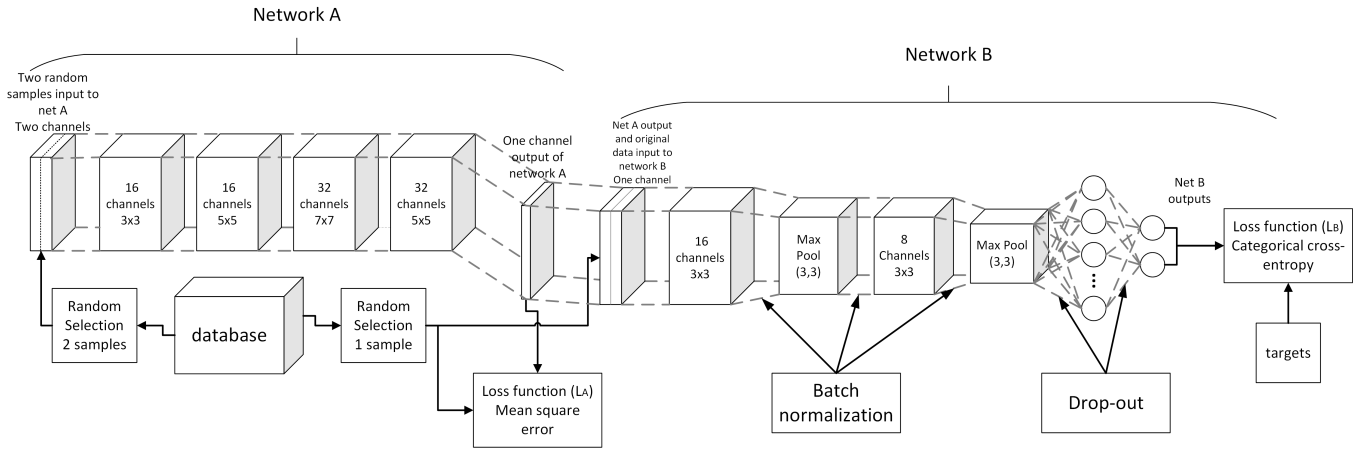 Network A
Network B
Two random
samples input to
net A
Two channels
16
channels
3x3
16
channels
5x5
32
channels
7x7
32
channels
5x5
One channel
output of
network A
Net A output
and original
data input to
network B
One channel
16
channels
3x3
Max
Pool
(3,3)
8
Channels
3x3
Max Pool
(3,3)
Net B
outputs
Loss function (LB)
Categorical cross-
entropy
Random
Selection
2 samples
database
Random
Selection
1 sample
Loss function (LA)
Mean square
error
Batch
normalization
Drop-out
targets